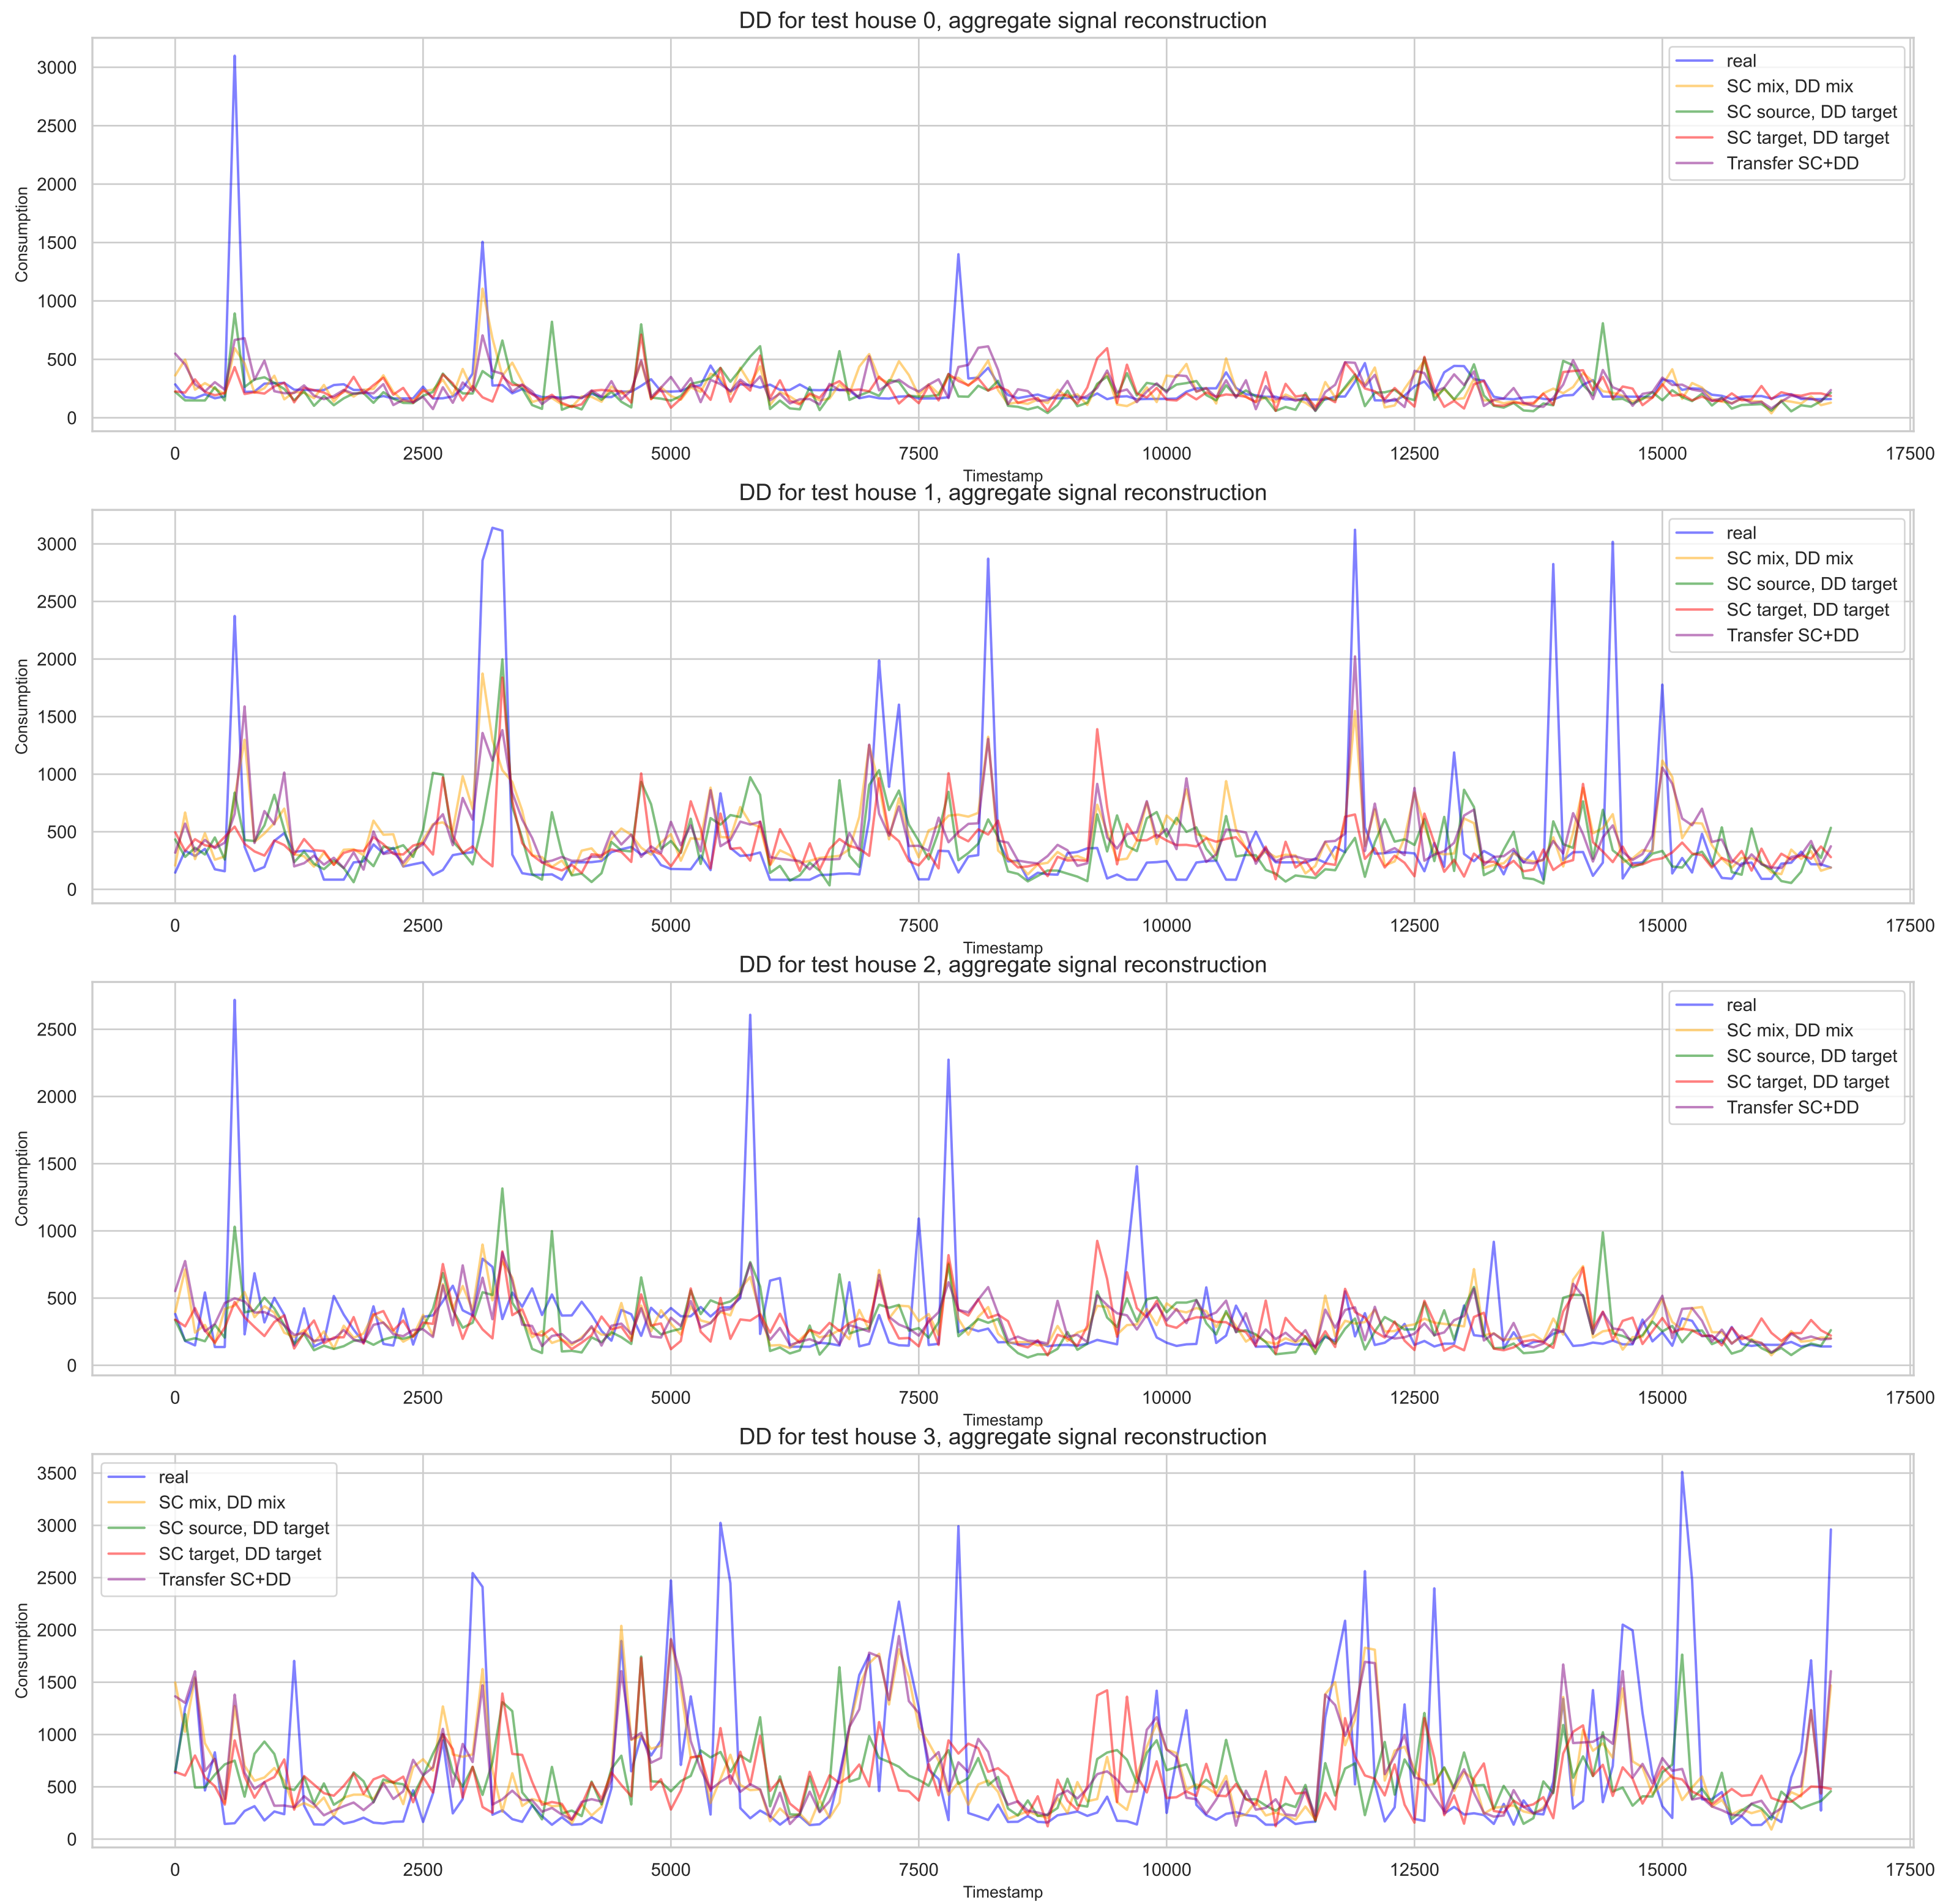 DD for test house 0, aggregate signal reconstruction
3000
2500
2000
1500
1000
500
0
Consumption
real
SC mix, DD mix
SC source, DD target
SC target, DD target
Transfer SC+DD
0 2500 5000 7500 10000 12500 15000 17500
Timestamp
DD for test house 1, aggregate signal reconstruction
3000
2500
2000
1500
1000
500
0
Consumption
real
SC mix, DD mix
SC source, DD target
SC target, DD target
Transfer SC+DD
0 2500 5000 7500 10000 12500 15000 17500
Timestamp
DD for test house 2, aggregate signal reconstruction
2500
2000
1500
1000
500
0
Consumption
real
SC mix, DD mix
SC source, DD target
SC target, DD target
Transfer SC+DD
0 2500 5000 7500 10000 12500 15000 17500
Timestamp
DD for test house 3, aggregate signal reconstruction
3500
3000
2500
2000
1500
1000
500
0
Consumption
real
SC mix, DD mix
SC source, DD target
SC target, DD target
Transfer SC+DD
0 2500 5000 7500 10000 12500 15000 17500
Timestamp